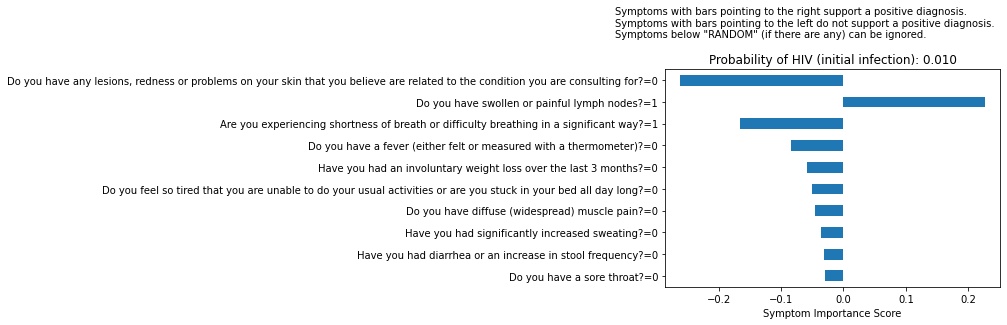 Symptoms with bars pointing to the right support a positive diagnosis.
Symptoms with bars pointing to the left do not support a positive diagnosis.
Symptoms below "RANDOM" (if there are any) can be ignored.
Probability of HIV (initial infection): 0.010
Do you have any lesions, redness or problems on your skin that you believe are related to the condition you are consulting for?=0
Do you have swollen or painful lymph nodes?=1
Are you experiencing shortness of breath or difficulty breathing in a significant way?=1
Do you have a fever (either felt or measured with a thermometer)?=0
Have you had an involuntary weight loss over the last 3 months?=0
Do you feel so tired that you are unable to do your usual activities or are you stuck in your bed all day long?=0
Do you have diffuse (widespread) muscle pain?=0
Have you had significantly increased sweating?=0
Have you had diarrhea or an increase in stool frequency?=0
Do you have a sore throat?=0
−0.2 −0.1 0.0 0.1 0.2
Symptom Importance Score